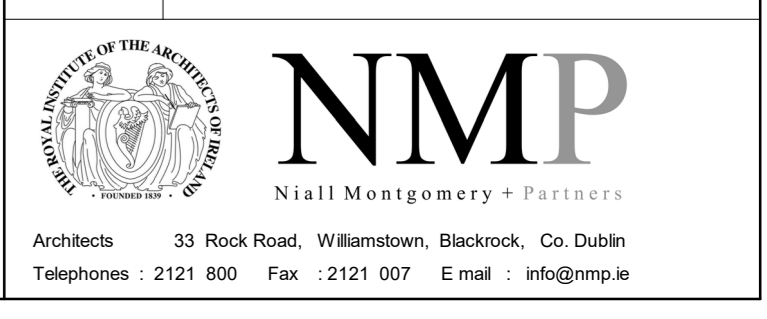 THE ROYAL INSTITUTE OF THE ARCHITECTS OF IRELAND
• FOUNDED 1839 •
NMP
Niall Montgomery + Partners
Architects 33 Rock Road, Williamstown, Blackrock, Co. Dublin
Telephones : 2121 800 Fax : 2121 007 E mail : info@nmp.ie